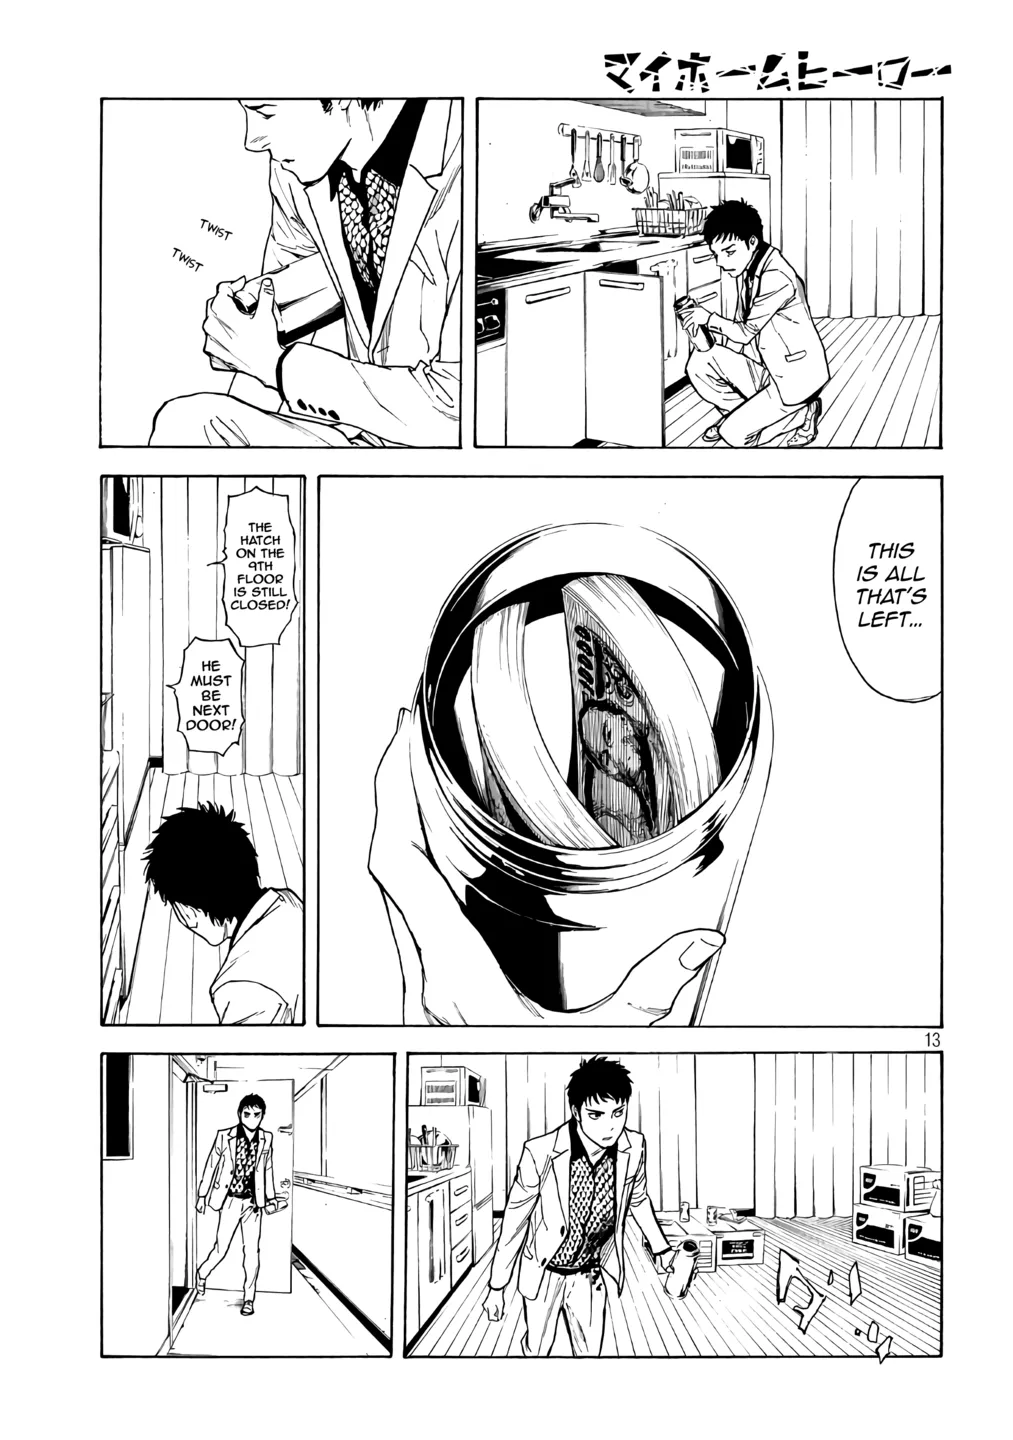 マイホームヒーロー
TWIST
TWIST
THE
HATCH
ON THE
9TH
FLOOR
IS STILL
CLOSED!
HE
MUST
BE
NEXT
DOOR!
THIS
IS ALL
THAT'S
LEFT...
13